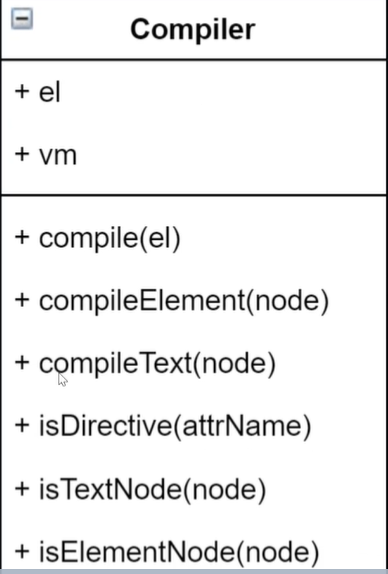 Compiler
+ el
+ vm
+ compile(el)
+ compileElement(node)
+ compileText(node)
+ isDirective(attrName)
+ isTextNode(node)
+ isElementNode(node)